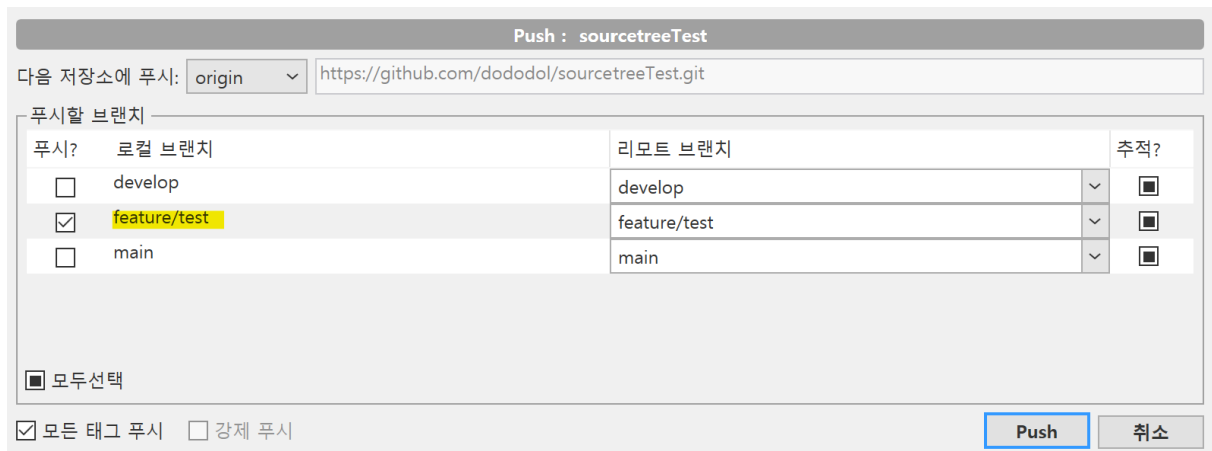 Push : sourcetreeTest
다음 저장소에 푸시: origin https://github.com/dododol/sourcetreeTest.git
푸시할 브랜치
푸시? 로컬 브랜치 리모트 브랜치 추적?
develop develop
feature/test feature/test
main main
모두선택
모든 태그 푸시 강제 푸시 Push 취소